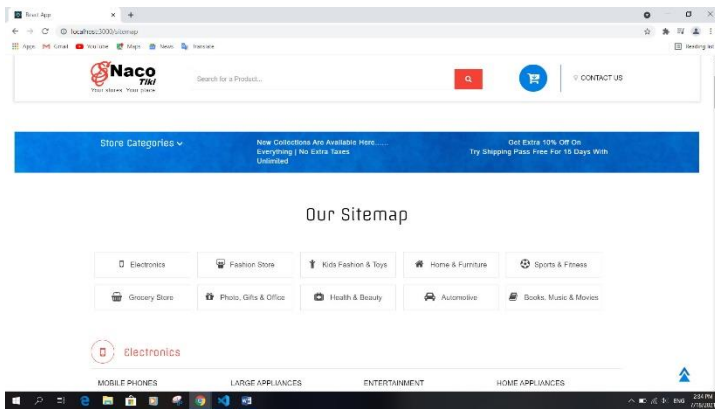 React App
localhost:3000/sitemap
Apps Gmail YouTube Maps News Translate Reading list
Naco
Tiki
Your stores Your place
Search for a Product...
CONTACT US
Store Categories
New Collections Are Available Here......
Everything | No Extra Taxes
Unlimited
Get Extra 10% Off On
Try Shipping Pass Free For 15 Days With
Our Sitemap
Electronics Fashion Store Kids Fashion & Toys Home & Furniture Sports & Fitness
Grocery Store Photo, Gifts & Office Health & Beauty Automotive Books, Music & Movies
Electronics
MOBILE PHONES LARGE APPLIANCES ENTERTAINMENT HOME APPLIANCES
ENG 2:34 PM